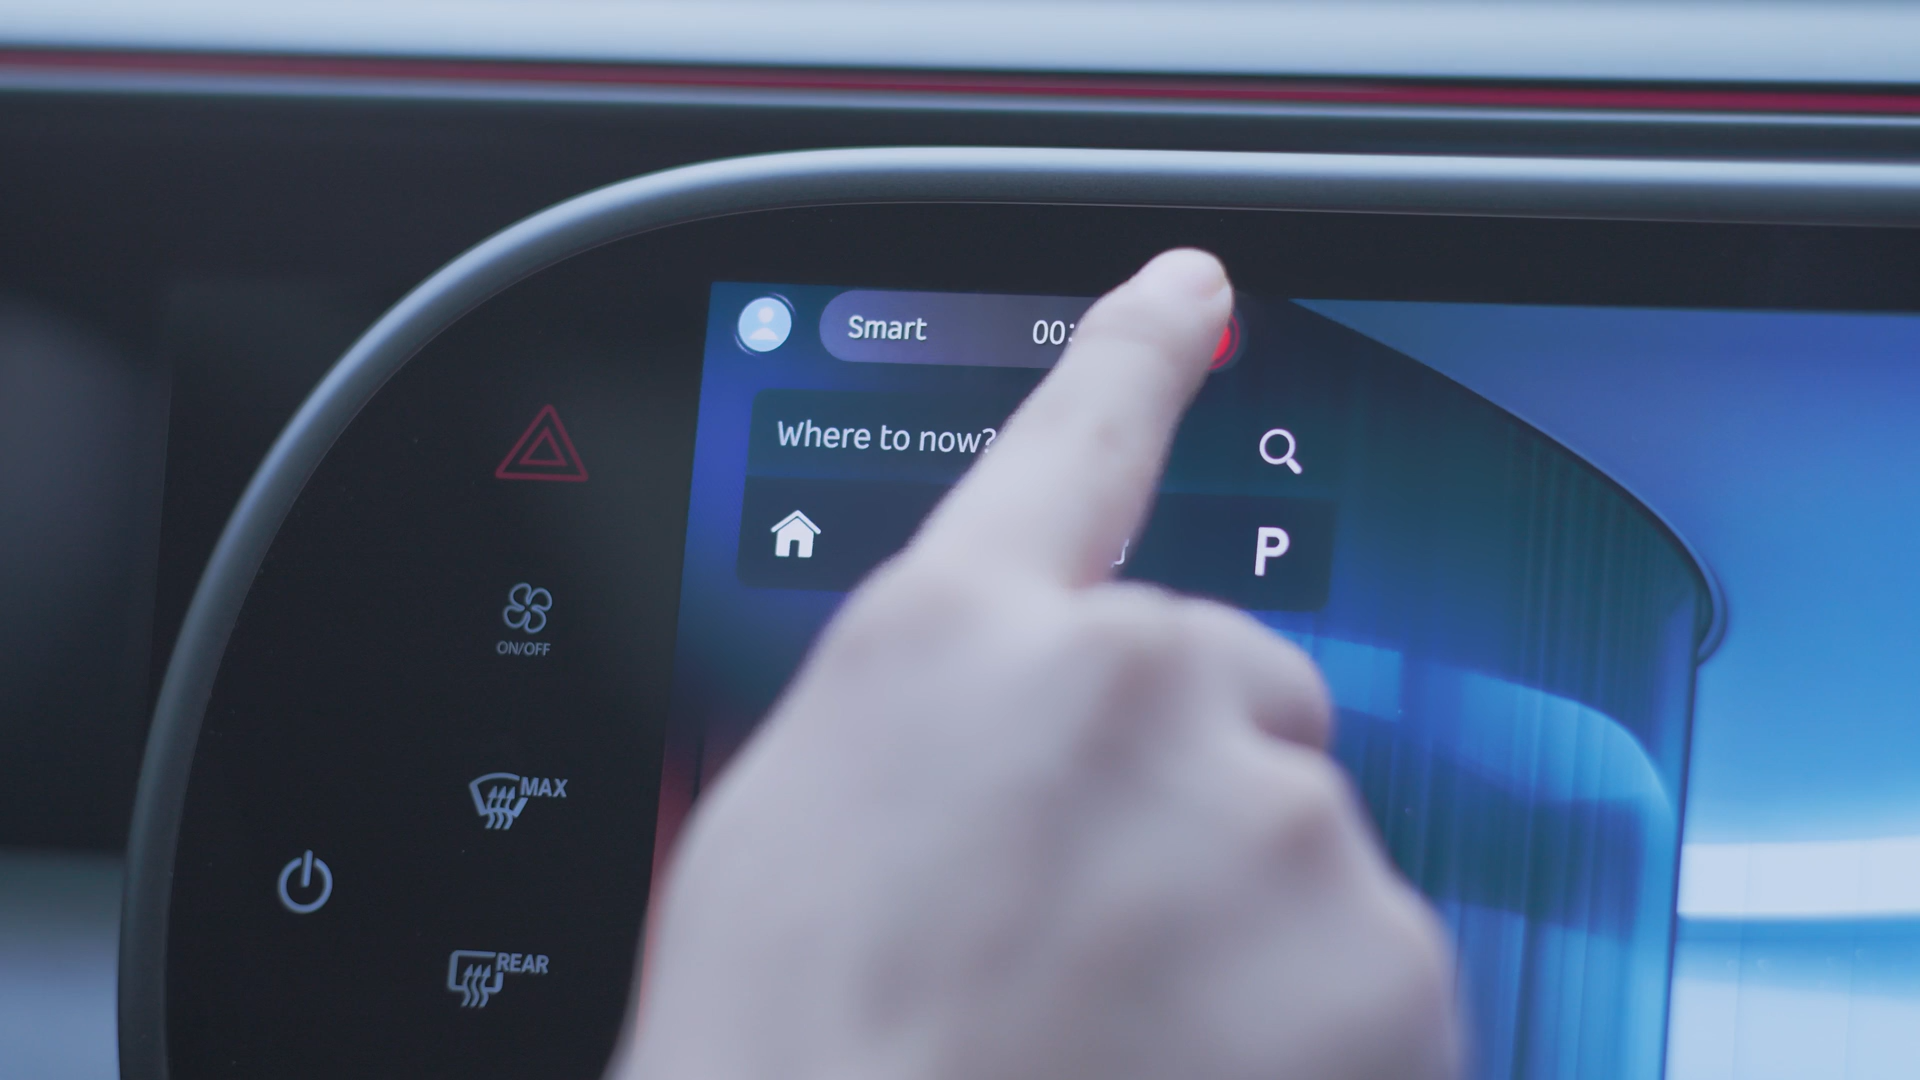 Smart 00:
Where to now?
P
ON/OFF
MAX
REAR